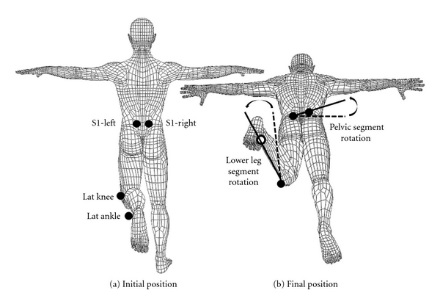 S1-left
S1-right
Lat knee
Lat ankle
(a) Initial position
Pelvic segment
rotation
Lower leg
segment
rotation
(b) Final position